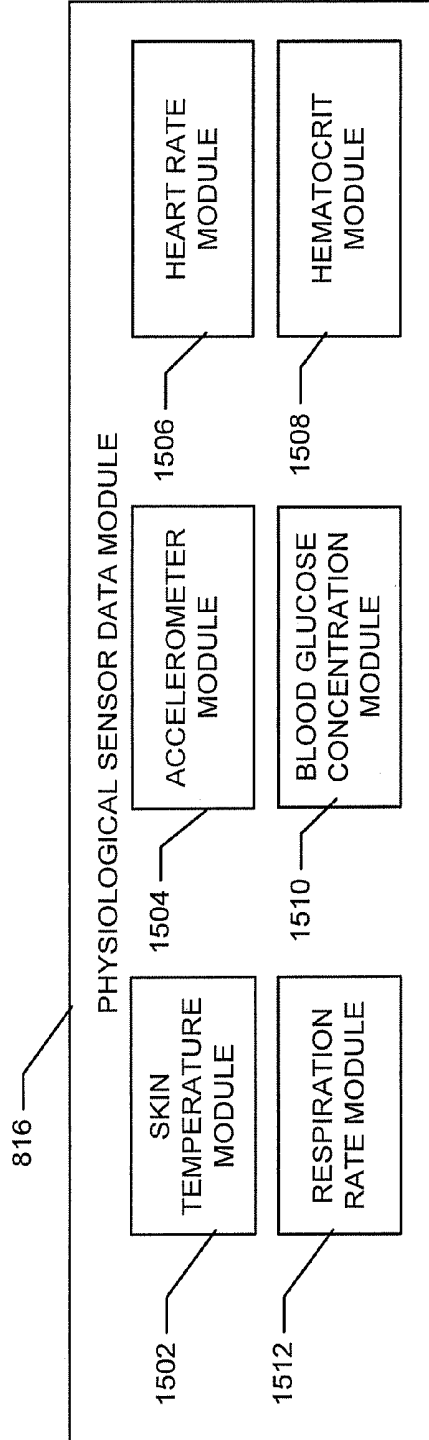 816
PHYSIOLOGICAL SENSOR DATA MODULE
1502
SKIN
TEMPERATURE
MODULE
1504
ACCELEROMETER
MODULE
1506
HEART RATE
MODULE
1512
RESPIRATION
RATE MODULE
1510
BLOOD GLUCOSE
CONCENTRATION
MODULE
1508
HEMATOCRIT
MODULE